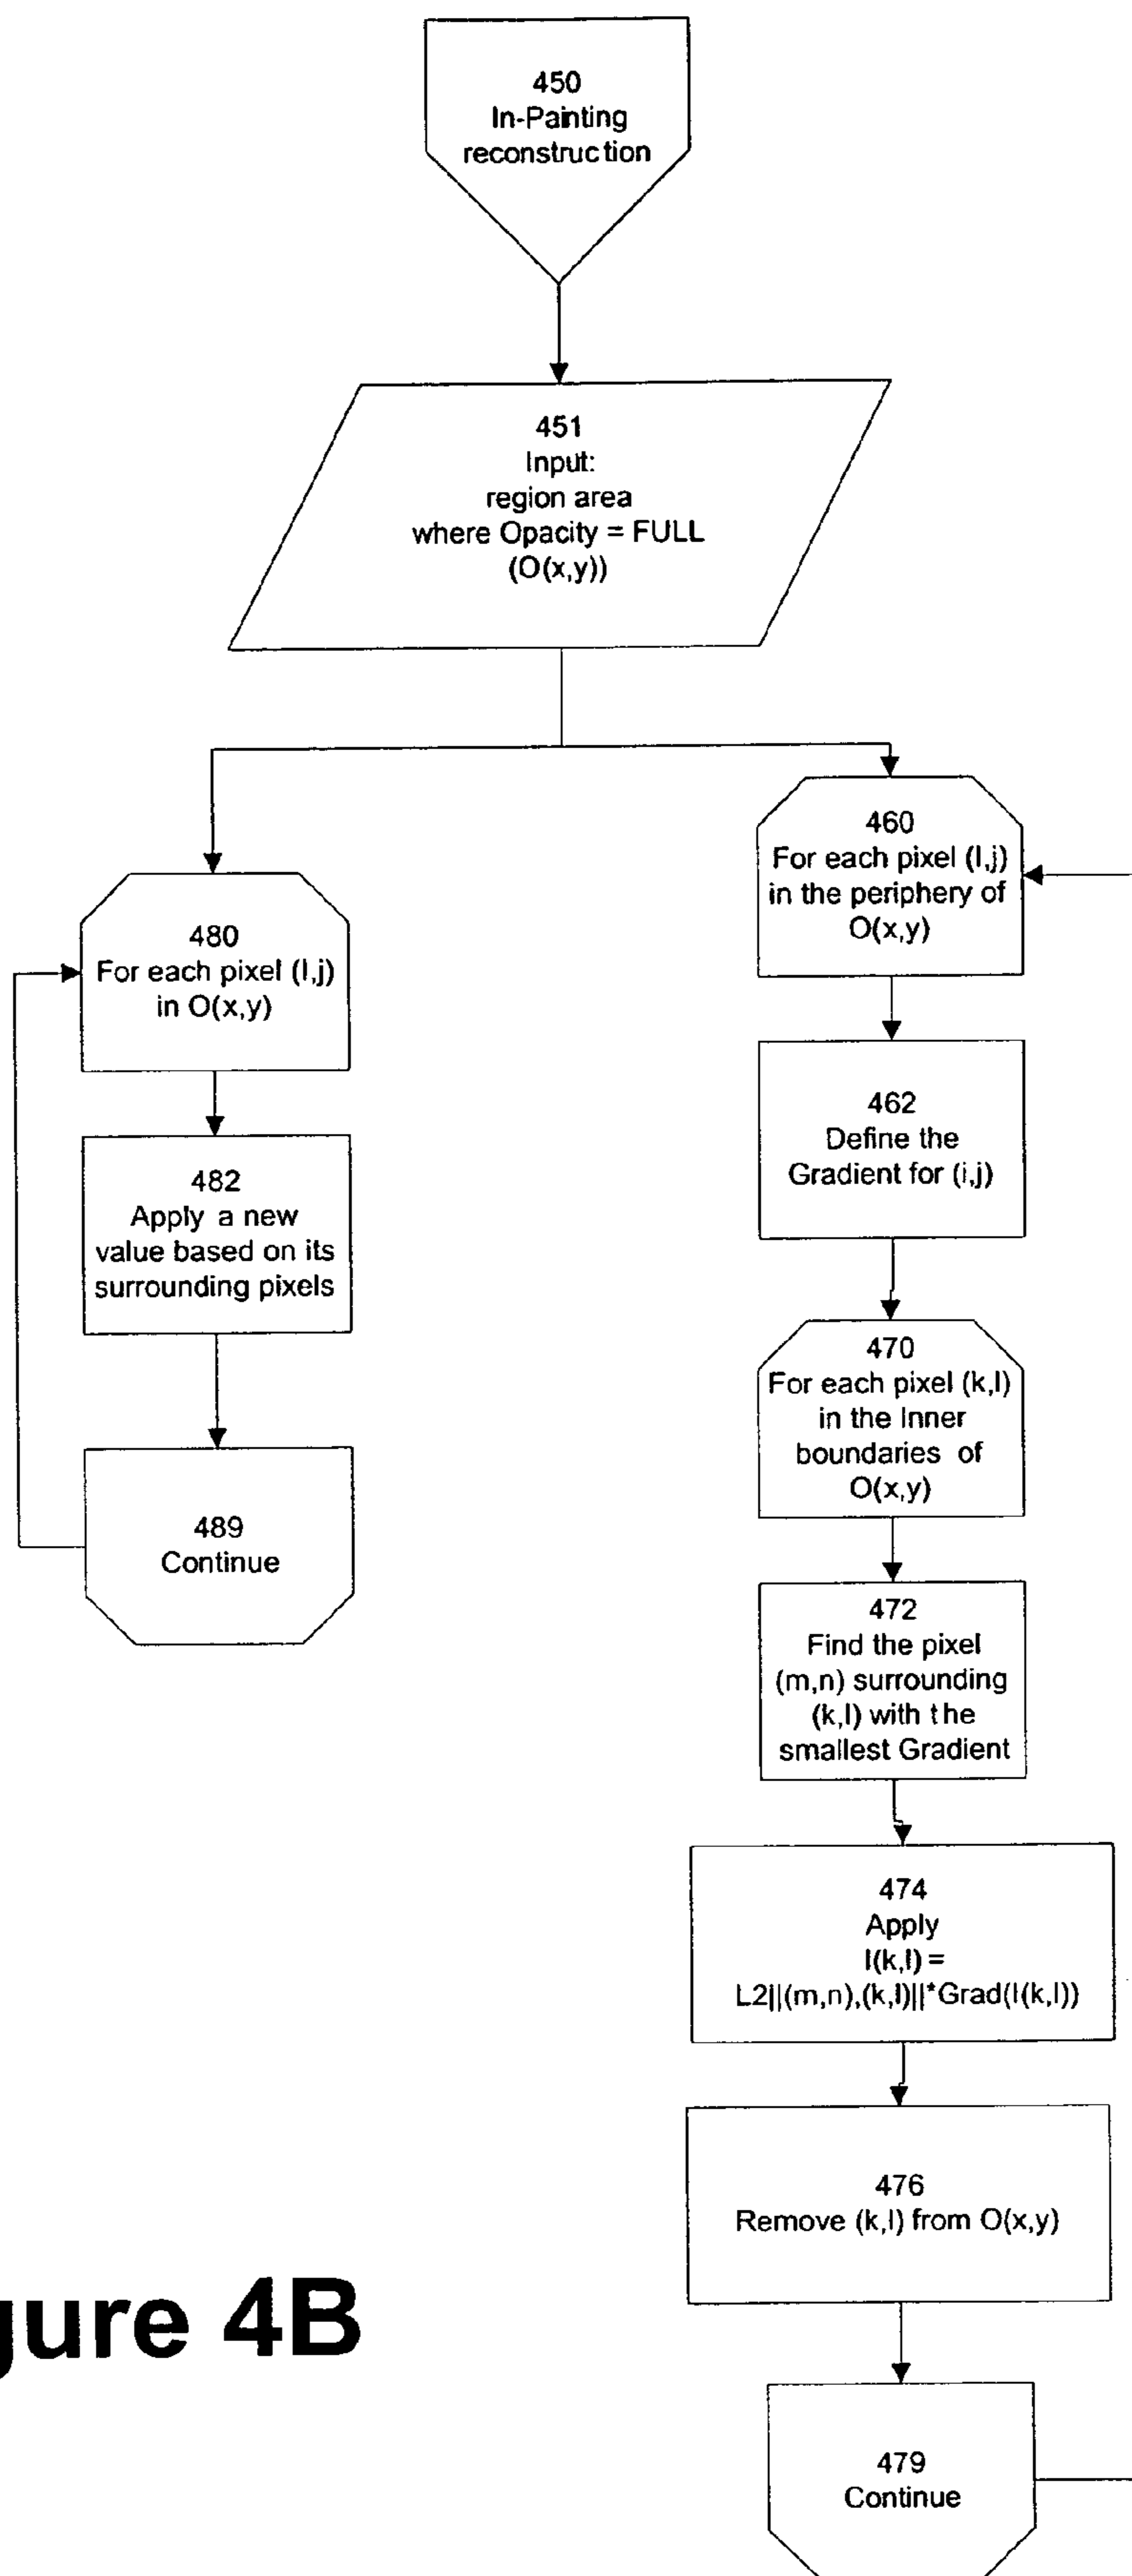 450
In-Painting
reconstruction
451
Input:
region area
where Opacity = FULL
(O(x,y))
480
For each pixel (I,j)
in O(x,y)
482
Apply a new
value based on its
surrounding pixels
489
Continue
460
For each pixel (I,j)
in the periphery of
O(x,y)
462
Define the
Gradient for (i,j)
470
For each pixel (k,l)
in the Inner
boundaries of
O(x,y)
472
Find the pixel
(m,n) surrounding
(k,l) with the
smallest Gradient
474
Apply
I(k,l) =
L2||(m,n),(k,l)||*Grad(I(k,l))
476
Remove (k,l) from O(x,y)
479
Continue
gure 4B